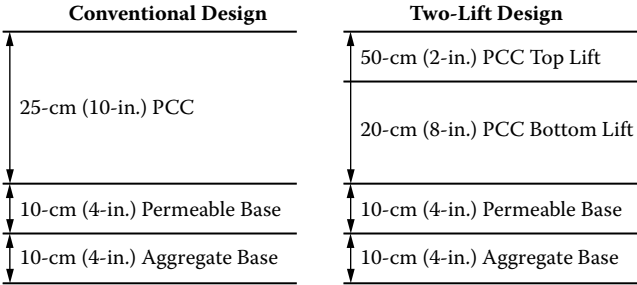 Conventional Design
25-cm (10-in.) PCC
10-cm (4-in.) Permeable Base
10-cm (4-in.) Aggregate Base
Two-Lift Design
50-cm (2-in.) PCC Top Lift
20-cm (8-in.) PCC Bottom Lift
10-cm (4-in.) Permeable Base
10-cm (4-in.) Aggregate Base